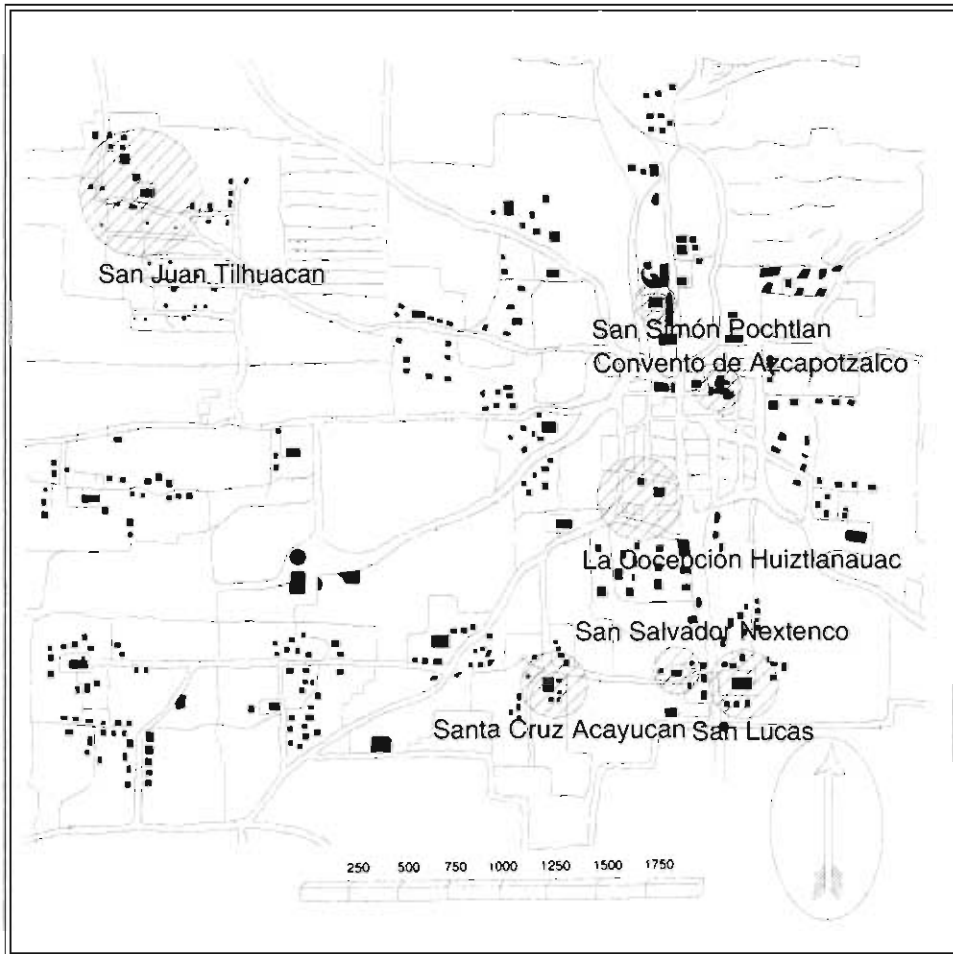 San Juan Tilhuacan
San Simón Pochtlan
Convento de Azcapotzalco
La Cocepción Huiztlanauac
San Salvador Nextenco
Santa Cruz Acayucan San Lucas
250 500 750 1000 1250 1500 1750